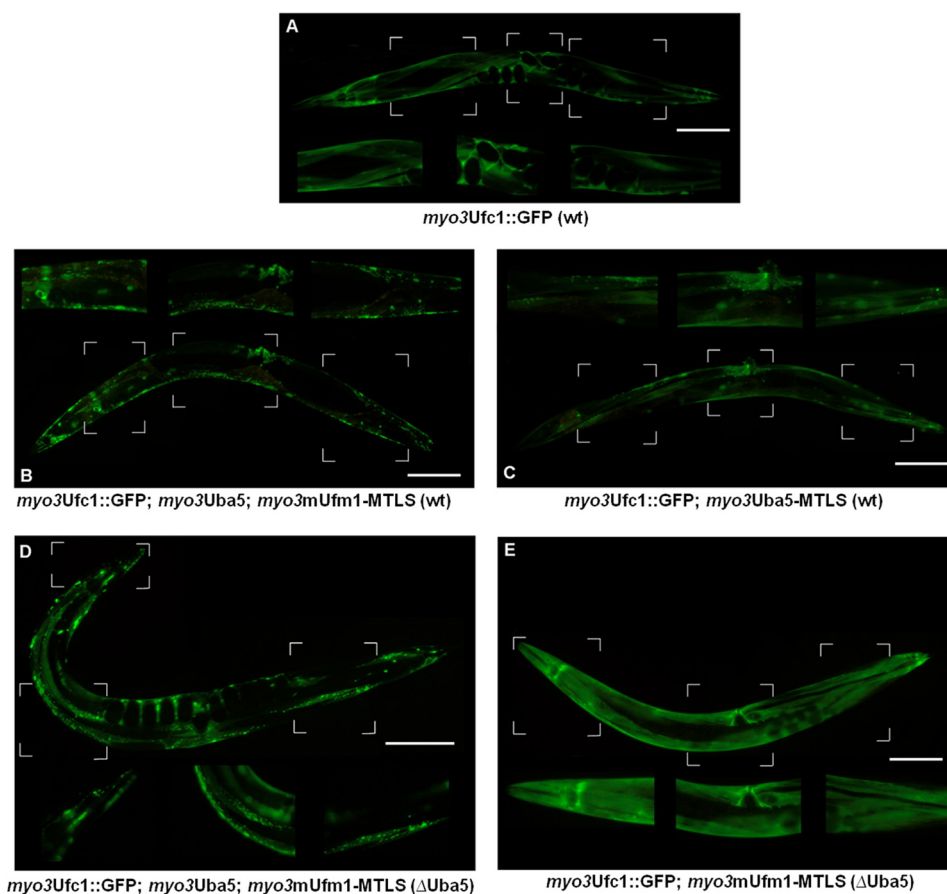 A
myo3Ufc1::GFP (wt)
B
myo3Ufc1::GFP; myo3Uba5; myo3mUfm1-MTLS (wt)
C
myo3Ufc1::GFP; myo3Uba5-MTLS (wt)
D
myo3Ufc1::GFP; myo3Uba5; myo3mUfm1-MTLS (ΔUba5)
E
myo3Ufc1::GFP; myo3mUfm1-MTLS (ΔUba5)